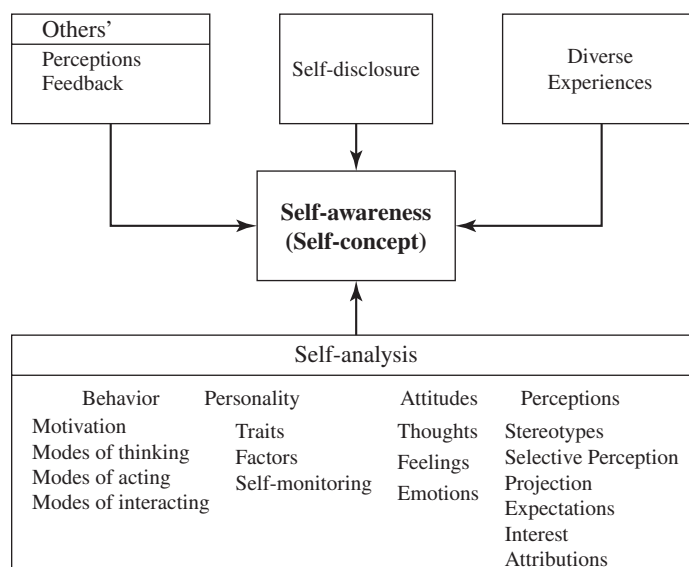 Others’
Perceptions
Feedback
Self-disclosure
Diverse
Experiences
Self-awareness
(Self-concept)
Self-analysis
Behavior
Motivation
Modes of thinking
Modes of acting
Modes of interacting
Personality
Traits
Factors
Self-monitoring
Attitudes
Thoughts
Feelings
Emotions
Perceptions
Stereotypes
Selective Perception
Projection
Expectations
Interest
Attributions